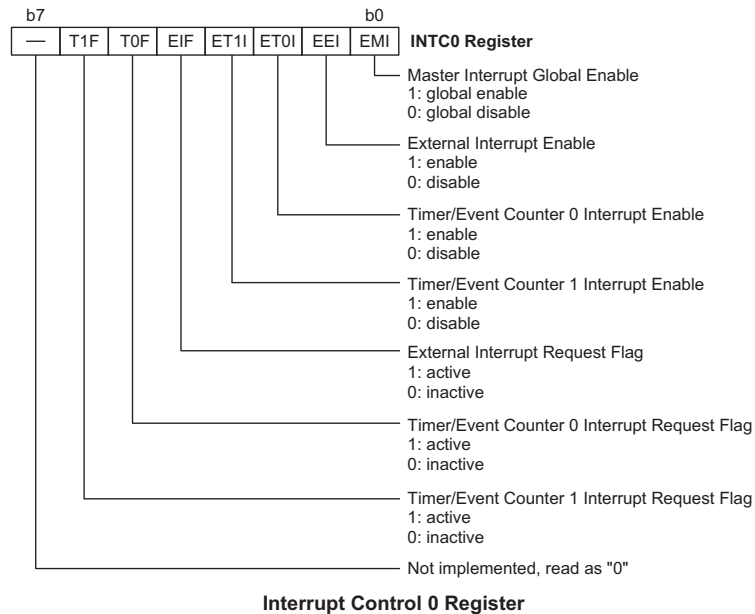 b7 b0
— T1F T0F EIF ET1I ET0I EEI EMI INTC0 Register
Master Interrupt Global Enable
1: global enable
0: global disable
External Interrupt Enable
1: enable
0: disable
Timer/Event Counter 0 Interrupt Enable
1: enable
0: disable
Timer/Event Counter 1 Interrupt Enable
1: enable
0: disable
External Interrupt Request Flag
1: active
0: inactive
Timer/Event Counter 0 Interrupt Request Flag
1: active
0: inactive
Timer/Event Counter 1 Interrupt Request Flag
1: active
0: inactive
Not implemented, read as "0"
Interrupt Control 0 Register